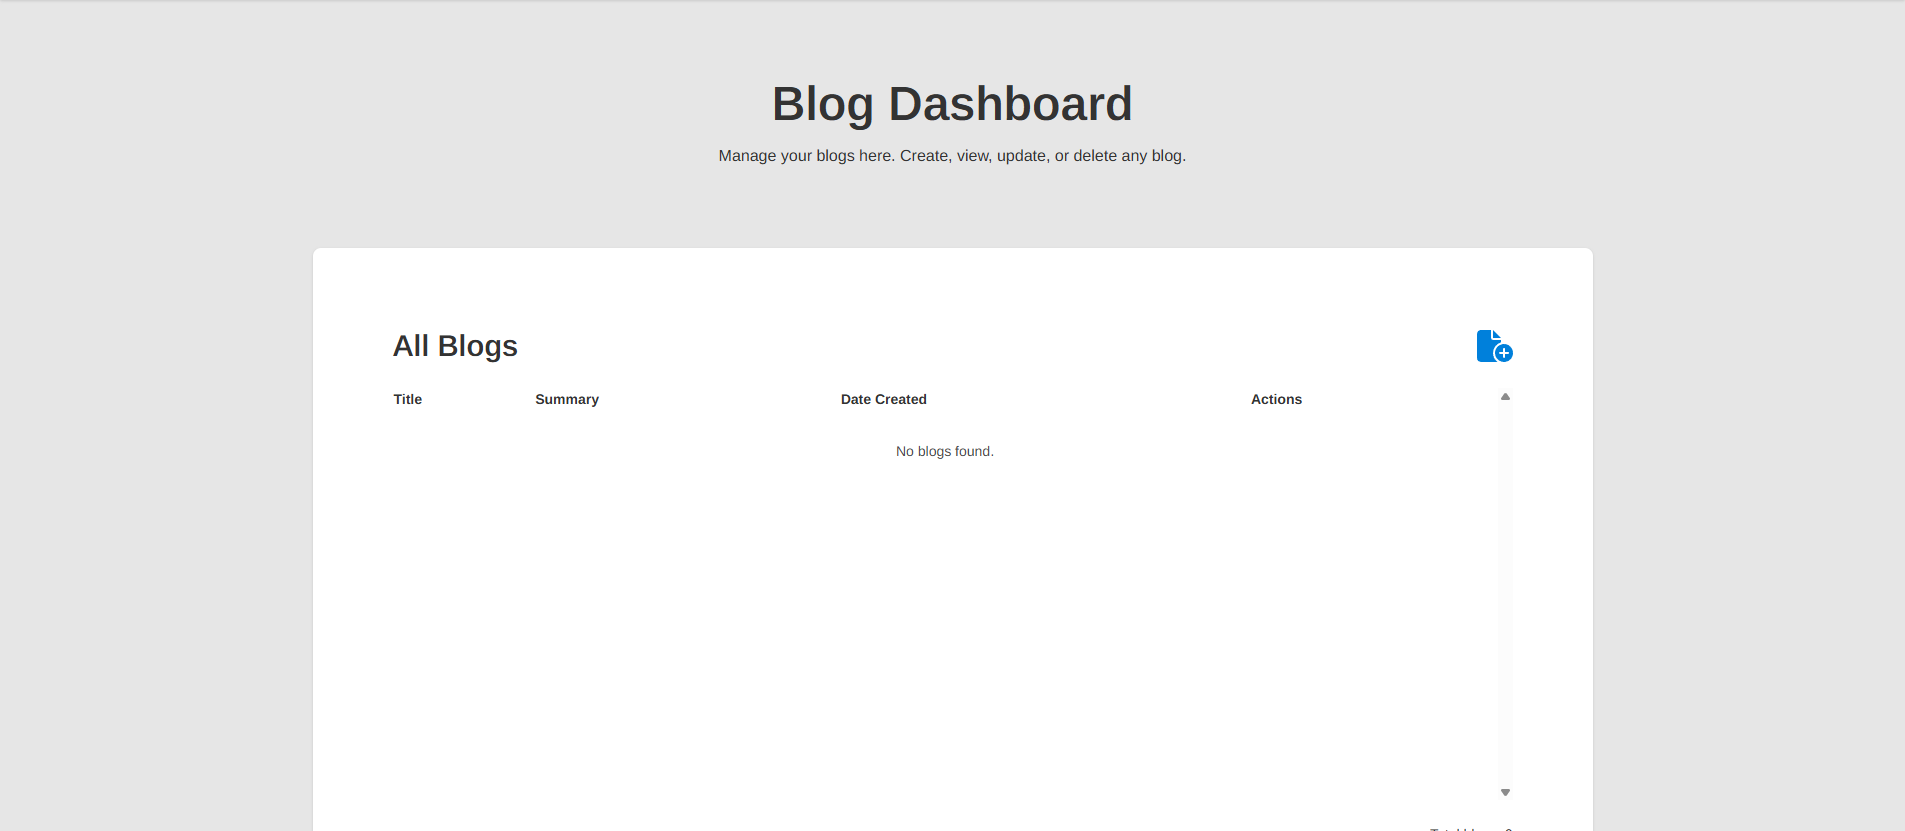 Blog Dashboard
Manage your blogs here. Create, view, update, or delete any blog.
All Blogs
Title Summary Date Created Actions
No blogs found.